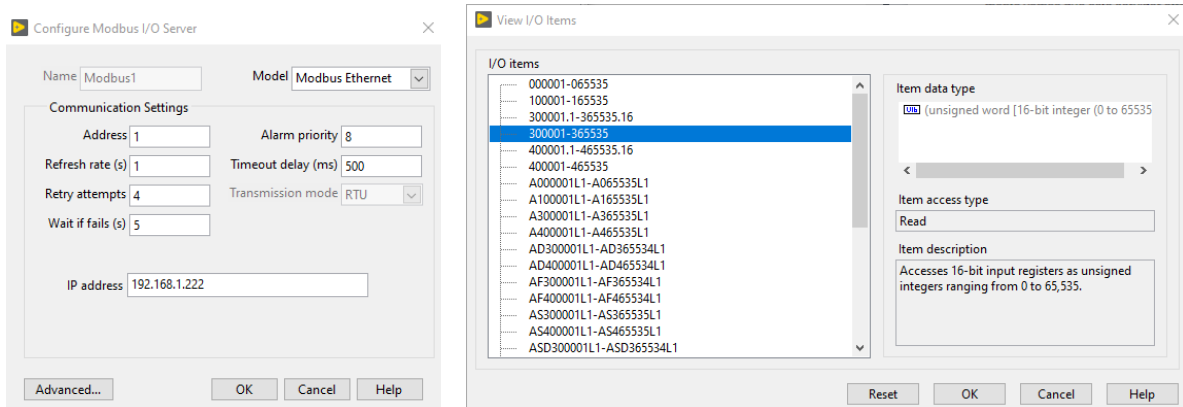 Configure Modbus I/O Server
Name Modbus1 Model Modbus Ethernet
Communication Settings
Address 1 Alarm priority 8
Refresh rate (s) 1 Timeout delay (ms) 500
Retry attempts 4 Transmission mode RTU
Wait if fails (s) 5
IP address 192.168.1.222
Advanced... OK Cancel Help
View I/O Items
I/O items
000001-065535
100001-165535
300001.1-365535.16
300001-365535
400001.1-465535.16
400001-465535
A000001L1-A065535L1
A100001L1-A165535L1
A300001L1-A365535L1
A400001L1-A465535L1
AD300001L1-AD365534L1
AD400001L1-AD465534L1
AF300001L1-AF365534L1
AF400001L1-AF465534L1
AS300001L1-AS365535L1
AS400001L1-AS465535L1
ASD300001L1-ASD365534L1
Item data type
U16 (unsigned word [16-bit integer (0 to 65535
Item access type
Read
Item description
Accesses 16-bit input registers as unsigned
integers ranging from 0 to 65,535.
Reset OK Cancel Help